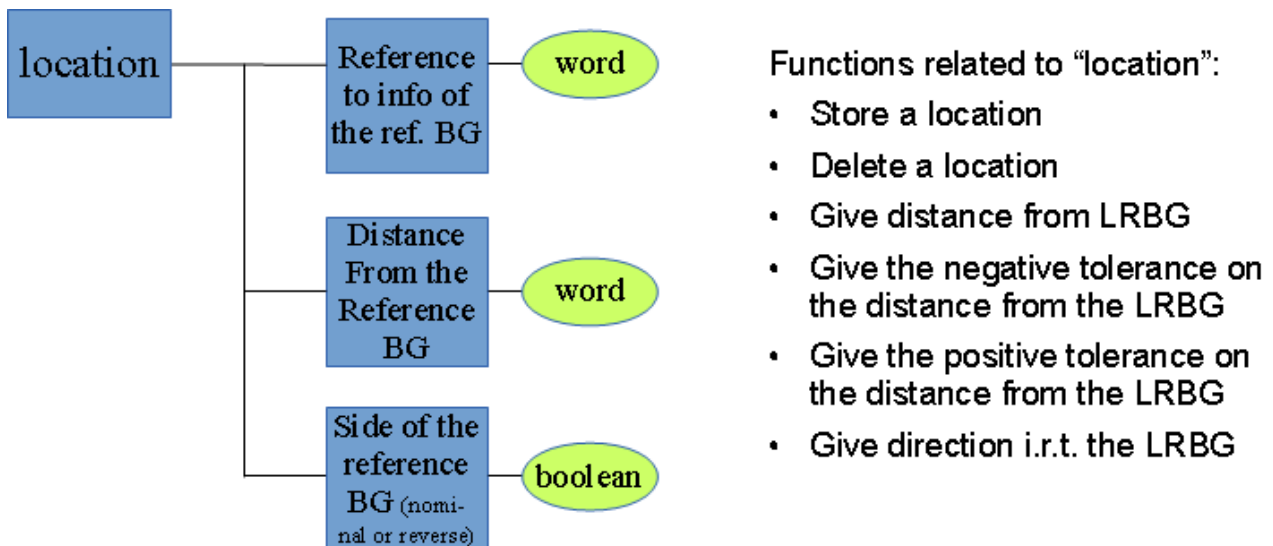 location
Reference
to info of
the ref. BG
word
Distance
From the
Reference
BG
word
Side of the
reference
BG (nomi-
nal or reverse)
boolean
Functions related to “location”:
• Store a location
• Delete a location
• Give distance from LRBG
• Give the negative tolerance on
the distance from the LRBG
• Give the positive tolerance on
the distance from the LRBG
• Give direction i.r.t. the LRBG